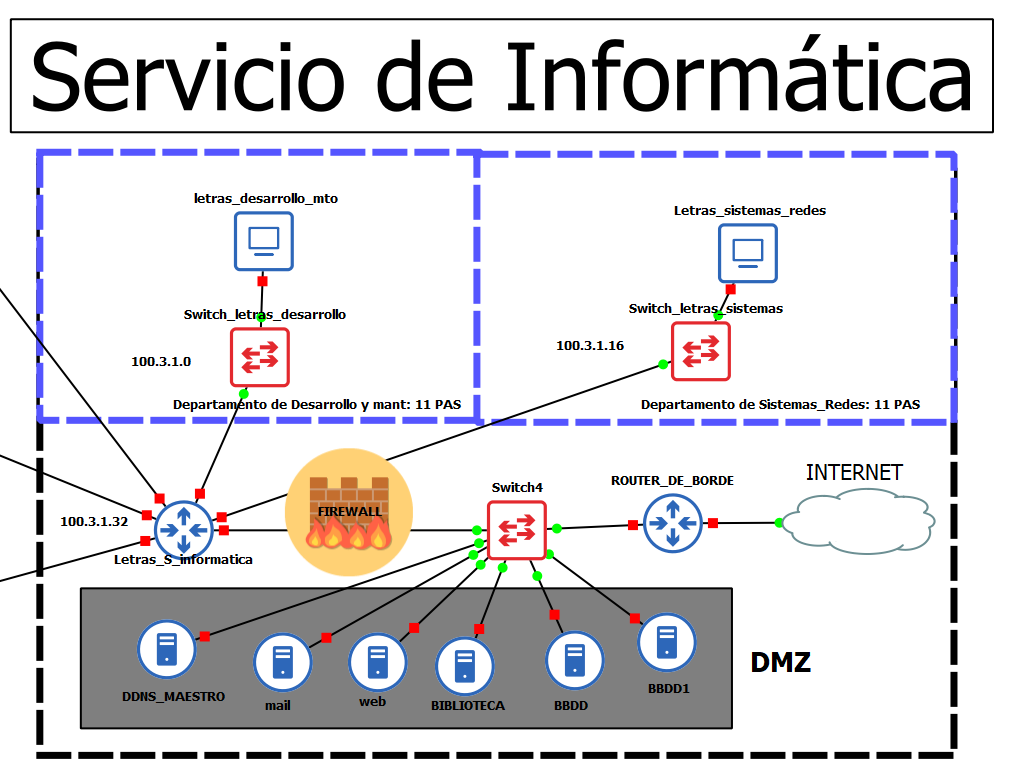 Servicio de Informática
letras_desarrollo_mto
Letras_sistemas_redes
Switch_letras_desarrollo
Switch_letras_sistemas
100.3.1.0
100.3.1.16
Departamento de Desarrollo y mant: 11 PAS
Departamento de Sistemas_Redes: 11 PAS
INTERNET
ROUTER_DE_BORDE
Switch4
FIREWALL
100.3.1.32
Letras_S_informatica
DMZ
DDNS_MAESTRO
mail
web
BIBLIOTECA
BBDD
BBDD1